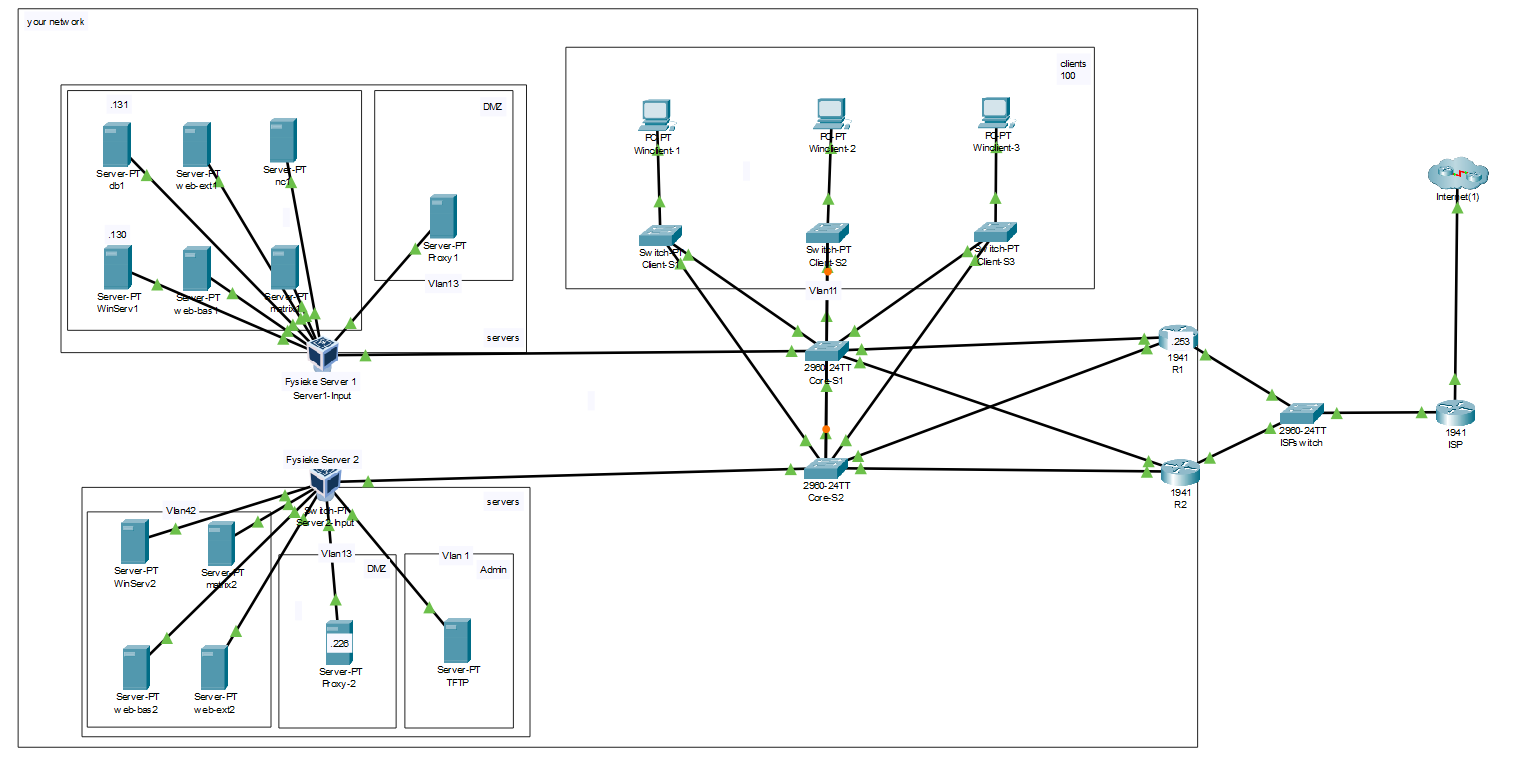 your network
.131
Server-PT
db1
Server-PT
web-ext1
Server-PT
nc1
.130
Server-PT
WinServ1
Server-PT
web-bas1
Server-PT
matrix1
DMZ
Server-PT
Proxy1
Vlan13
servers
Fysieke Server 1
Server1-Input
clients
100
PC-PT
Winclient-1
PC-PT
Winclient-2
PC-PT
Winclient-3
Switch-PT
Client-S1
Switch-PT
Client-S2
Switch-PT
Client-S3
Vlan11
2960-24TT
Core-S1
2960-24TT
Core-S2
.253
1941
R1
1941
R2
2960-24TT
ISPswitch
1941
ISP
Internet(1)
Fysieke Server 2
Switch-PT
Server2-Input
servers
Vlan42
Server-PT
WinServ2
Server-PT
matrix2
Server-PT
web-bas2
Server-PT
web-ext2
Vlan13
DMZ
.226
Server-PT
Proxy-2
Vlan 1
Admin
Server-PT
TFTP